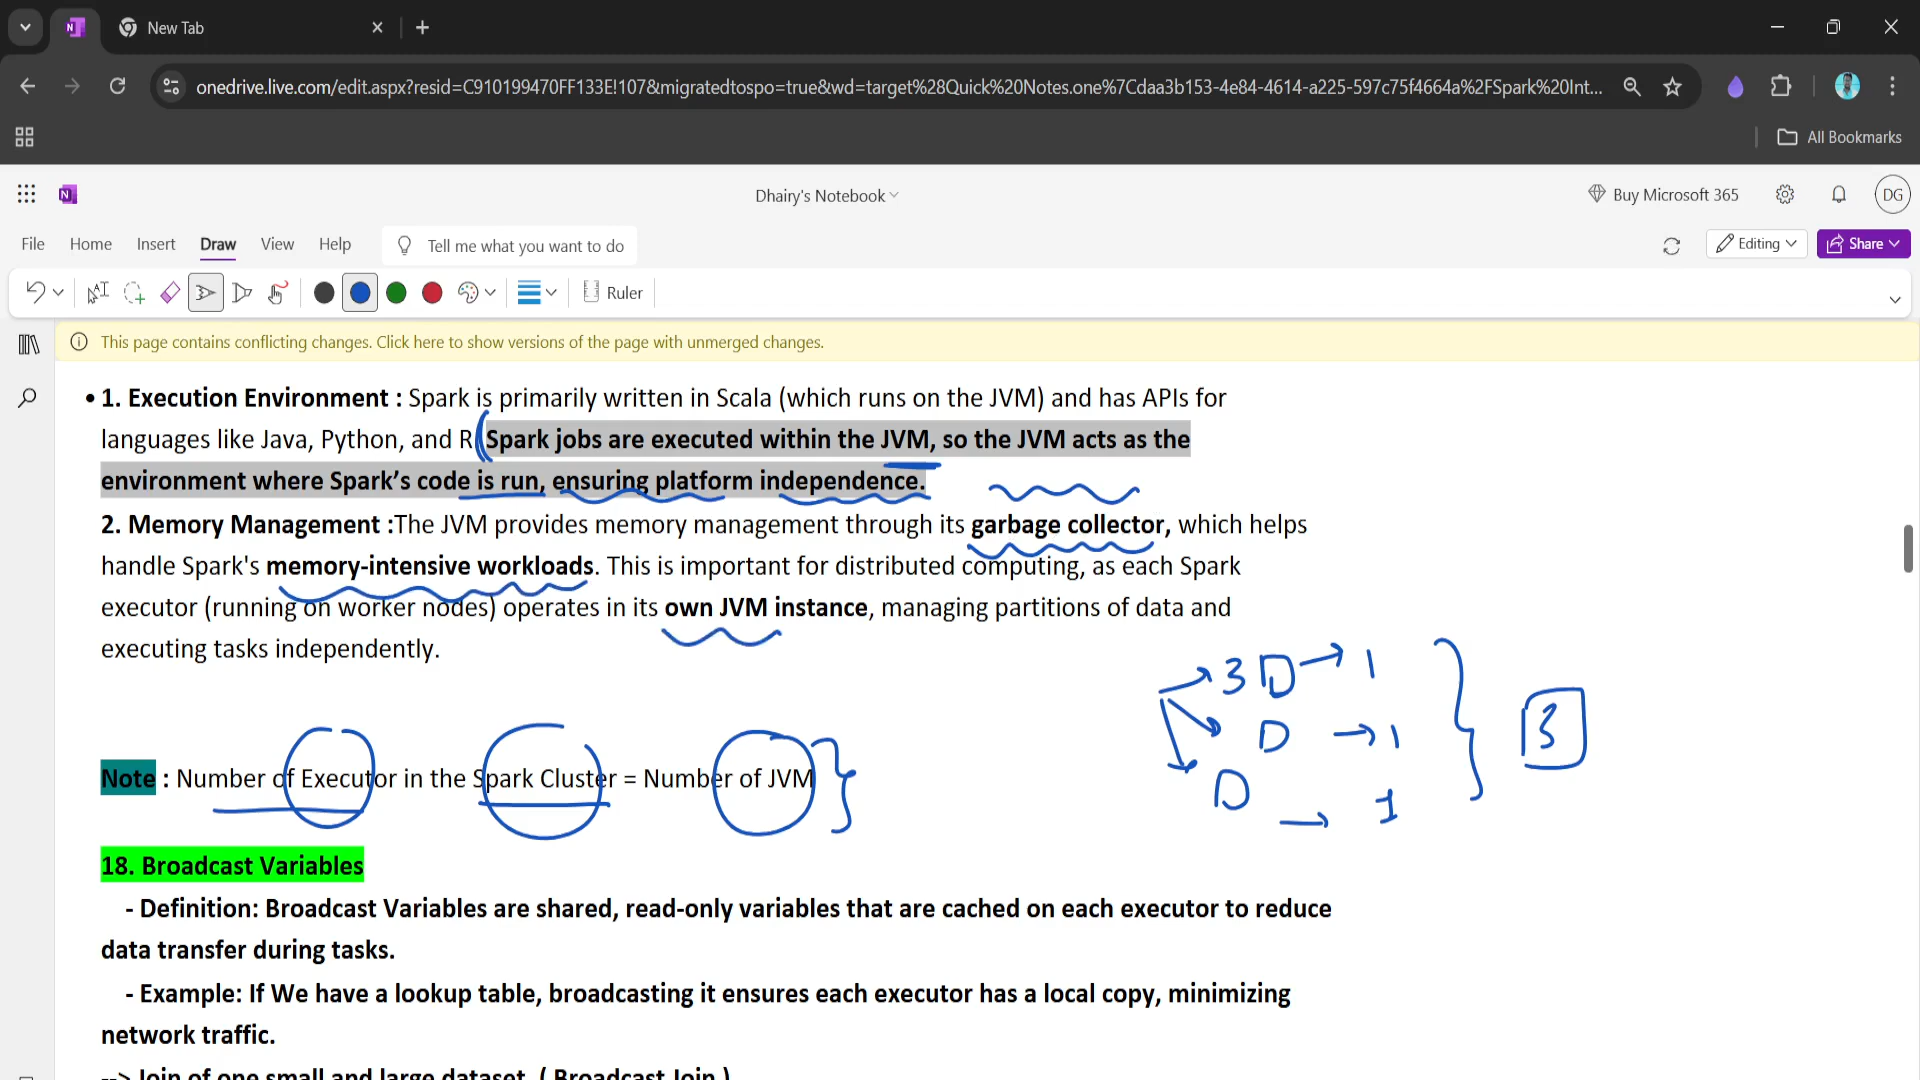 New Tab
onedrive.live.com/edit.aspx?resid=C910199470FF133E!107&migratedtospo=true&wd=target%28Quick%20Notes.one%7Cdaa3b153-4e84-4614-a225-597c75f4664a%2FSpark%20Int...
All Bookmarks
Dhairy's Notebook
Buy Microsoft 365
DG
File Home Insert Draw View Help
Tell me what you want to do
Editing
Share
Ruler
This page contains conflicting changes. Click here to show versions of the page with unmerged changes.
• 1. Execution Environment : Spark is primarily written in Scala (which runs on the JVM) and has APIs for
languages like Java, Python, and R Spark jobs are executed within the JVM, so the JVM acts as the
environment where Spark’s code is run, ensuring platform independence.
2. Memory Management :The JVM provides memory management through its garbage collector, which helps
handle Spark's memory-intensive workloads. This is important for distributed computing, as each Spark
executor (running on worker nodes) operates in its own JVM instance, managing partitions of data and
executing tasks independently.
3 D → 1
D → 1
D → 1
3
Note : Number of Executor in the Spark Cluster = Number of JVM
18. Broadcast Variables
- Definition: Broadcast Variables are shared, read-only variables that are cached on each executor to reduce
data transfer during tasks.
- Example: If We have a lookup table, broadcasting it ensures each executor has a local copy, minimizing
network traffic.
--> Join of one small and large dataset. ( Broadcast Join )